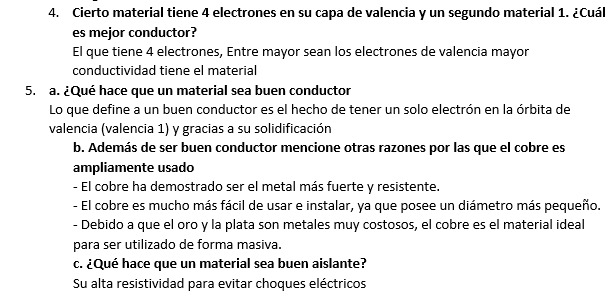 4. Cierto material tiene 4 electrones en su capa de valencia y un segundo material 1. ¿Cuál
es mejor conductor?
El que tiene 4 electrones, Entre mayor sean los electrones de valencia mayor
conductividad tiene el material
5. a. ¿Qué hace que un material sea buen conductor
Lo que define a un buen conductor es el hecho de tener un solo electrón en la órbita de
valencia (valencia 1) y gracias a su solidificación
b. Además de ser buen conductor mencione otras razones por las que el cobre es
ampliamente usado
- El cobre ha demostrado ser el metal más fuerte y resistente.
- El cobre es mucho más fácil de usar e instalar, ya que posee un diámetro más pequeño.
- Debido a que el oro y la plata son metales muy costosos, el cobre es el material ideal
para ser utilizado de forma masiva.
c. ¿Qué hace que un material sea buen aislante?
Su alta resistividad para evitar choques eléctricos